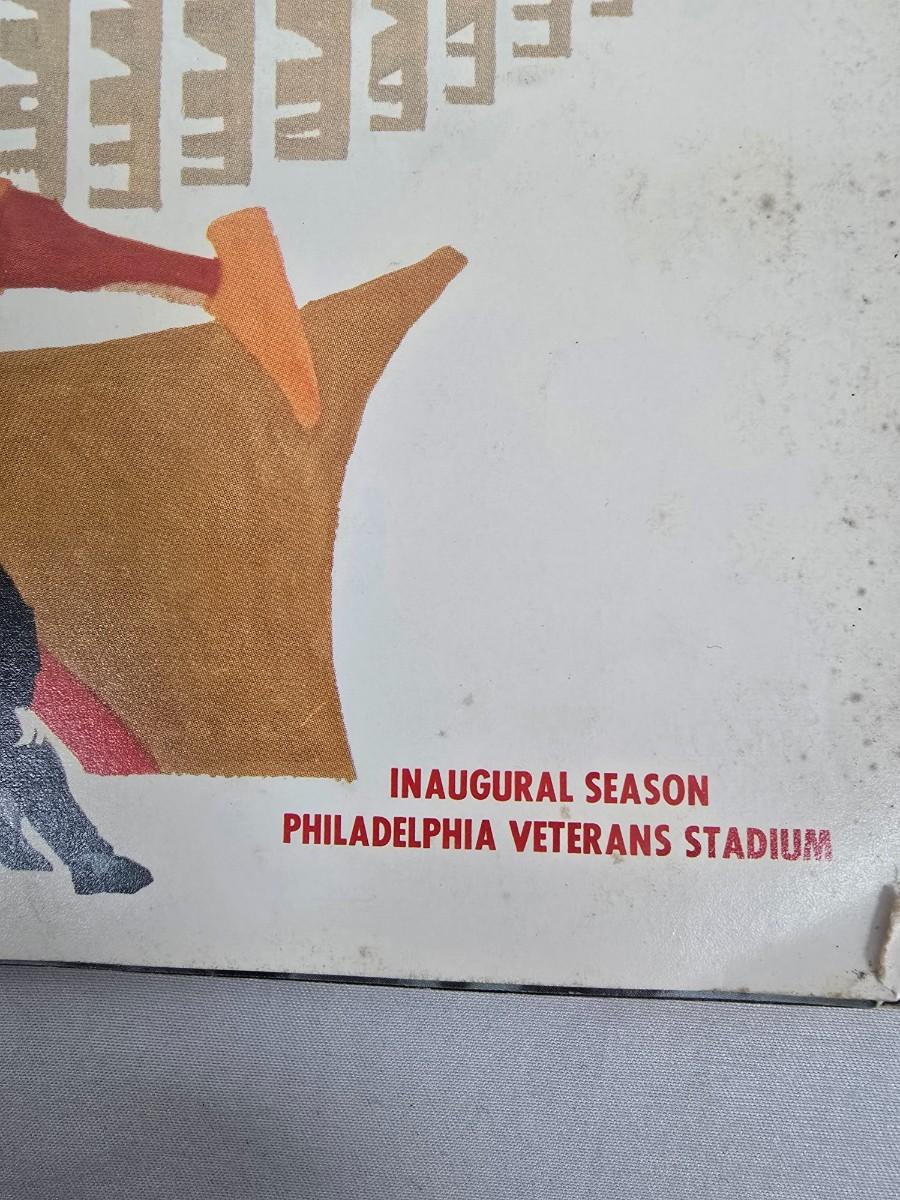 INAUGURAL SEASON
PHILADELPHIA VETERANS STADIUM